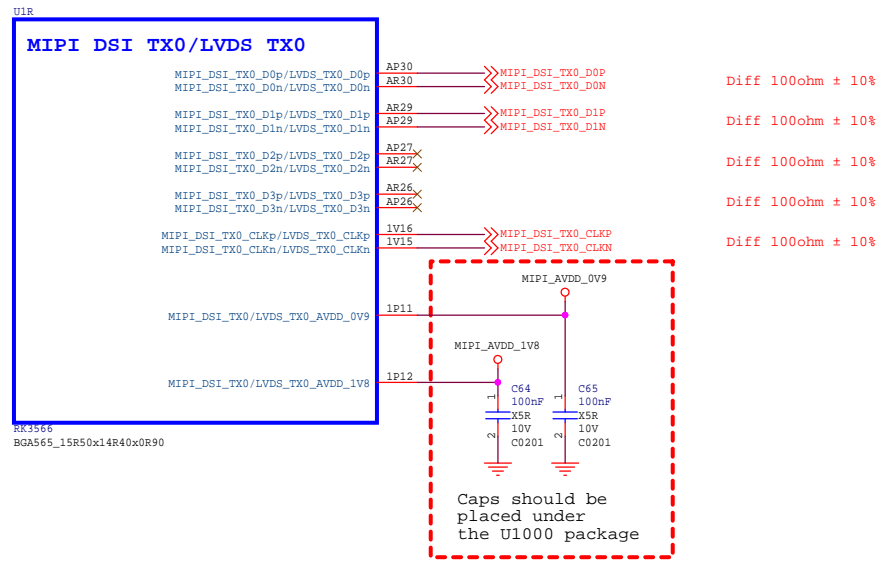 U1R
MIPI DSI TX0/LVDS TX0
MIPI_DSI_TX0_D0p/LVDS_TX0_D0p AP30 MIPI_DSI_TX0_D0P
MIPI_DSI_TX0_D0n/LVDS_TX0_D0n AR30 MIPI_DSI_TX0_D0N
Diff 100ohm ± 10%
MIPI_DSI_TX0_D1p/LVDS_TX0_D1p AR29 MIPI_DSI_TX0_D1P
MIPI_DSI_TX0_D1n/LVDS_TX0_D1n AP29 MIPI_DSI_TX0_D1N
Diff 100ohm ± 10%
MIPI_DSI_TX0_D2p/LVDS_TX0_D2p AP27
MIPI_DSI_TX0_D2n/LVDS_TX0_D2n AR27
Diff 100ohm ± 10%
MIPI_DSI_TX0_D3p/LVDS_TX0_D3p AR26
MIPI_DSI_TX0_D3n/LVDS_TX0_D3n AP26
Diff 100ohm ± 10%
MIPI_DSI_TX0_CLKp/LVDS_TX0_CLKp 1V16 MIPI_DSI_TX0_CLKP
MIPI_DSI_TX0_CLKn/LVDS_TX0_CLKn 1V15 MIPI_DSI_TX0_CLKN
Diff 100ohm ± 10%
MIPI_AVDD_0V9
MIPI_DSI_TX0/LVDS_TX0_AVDD_0V9 1P11
MIPI_AVDD_1V8
MIPI_DSI_TX0/LVDS_TX0_AVDD_1V8 1P12
1 C64 1 C65
100nF 100nF
X5R X5R
2 10V 2 10V
C0201 C0201
RK3566
BGA565_15R50x14R40x0R90
Caps should be
placed under
the U1000 package